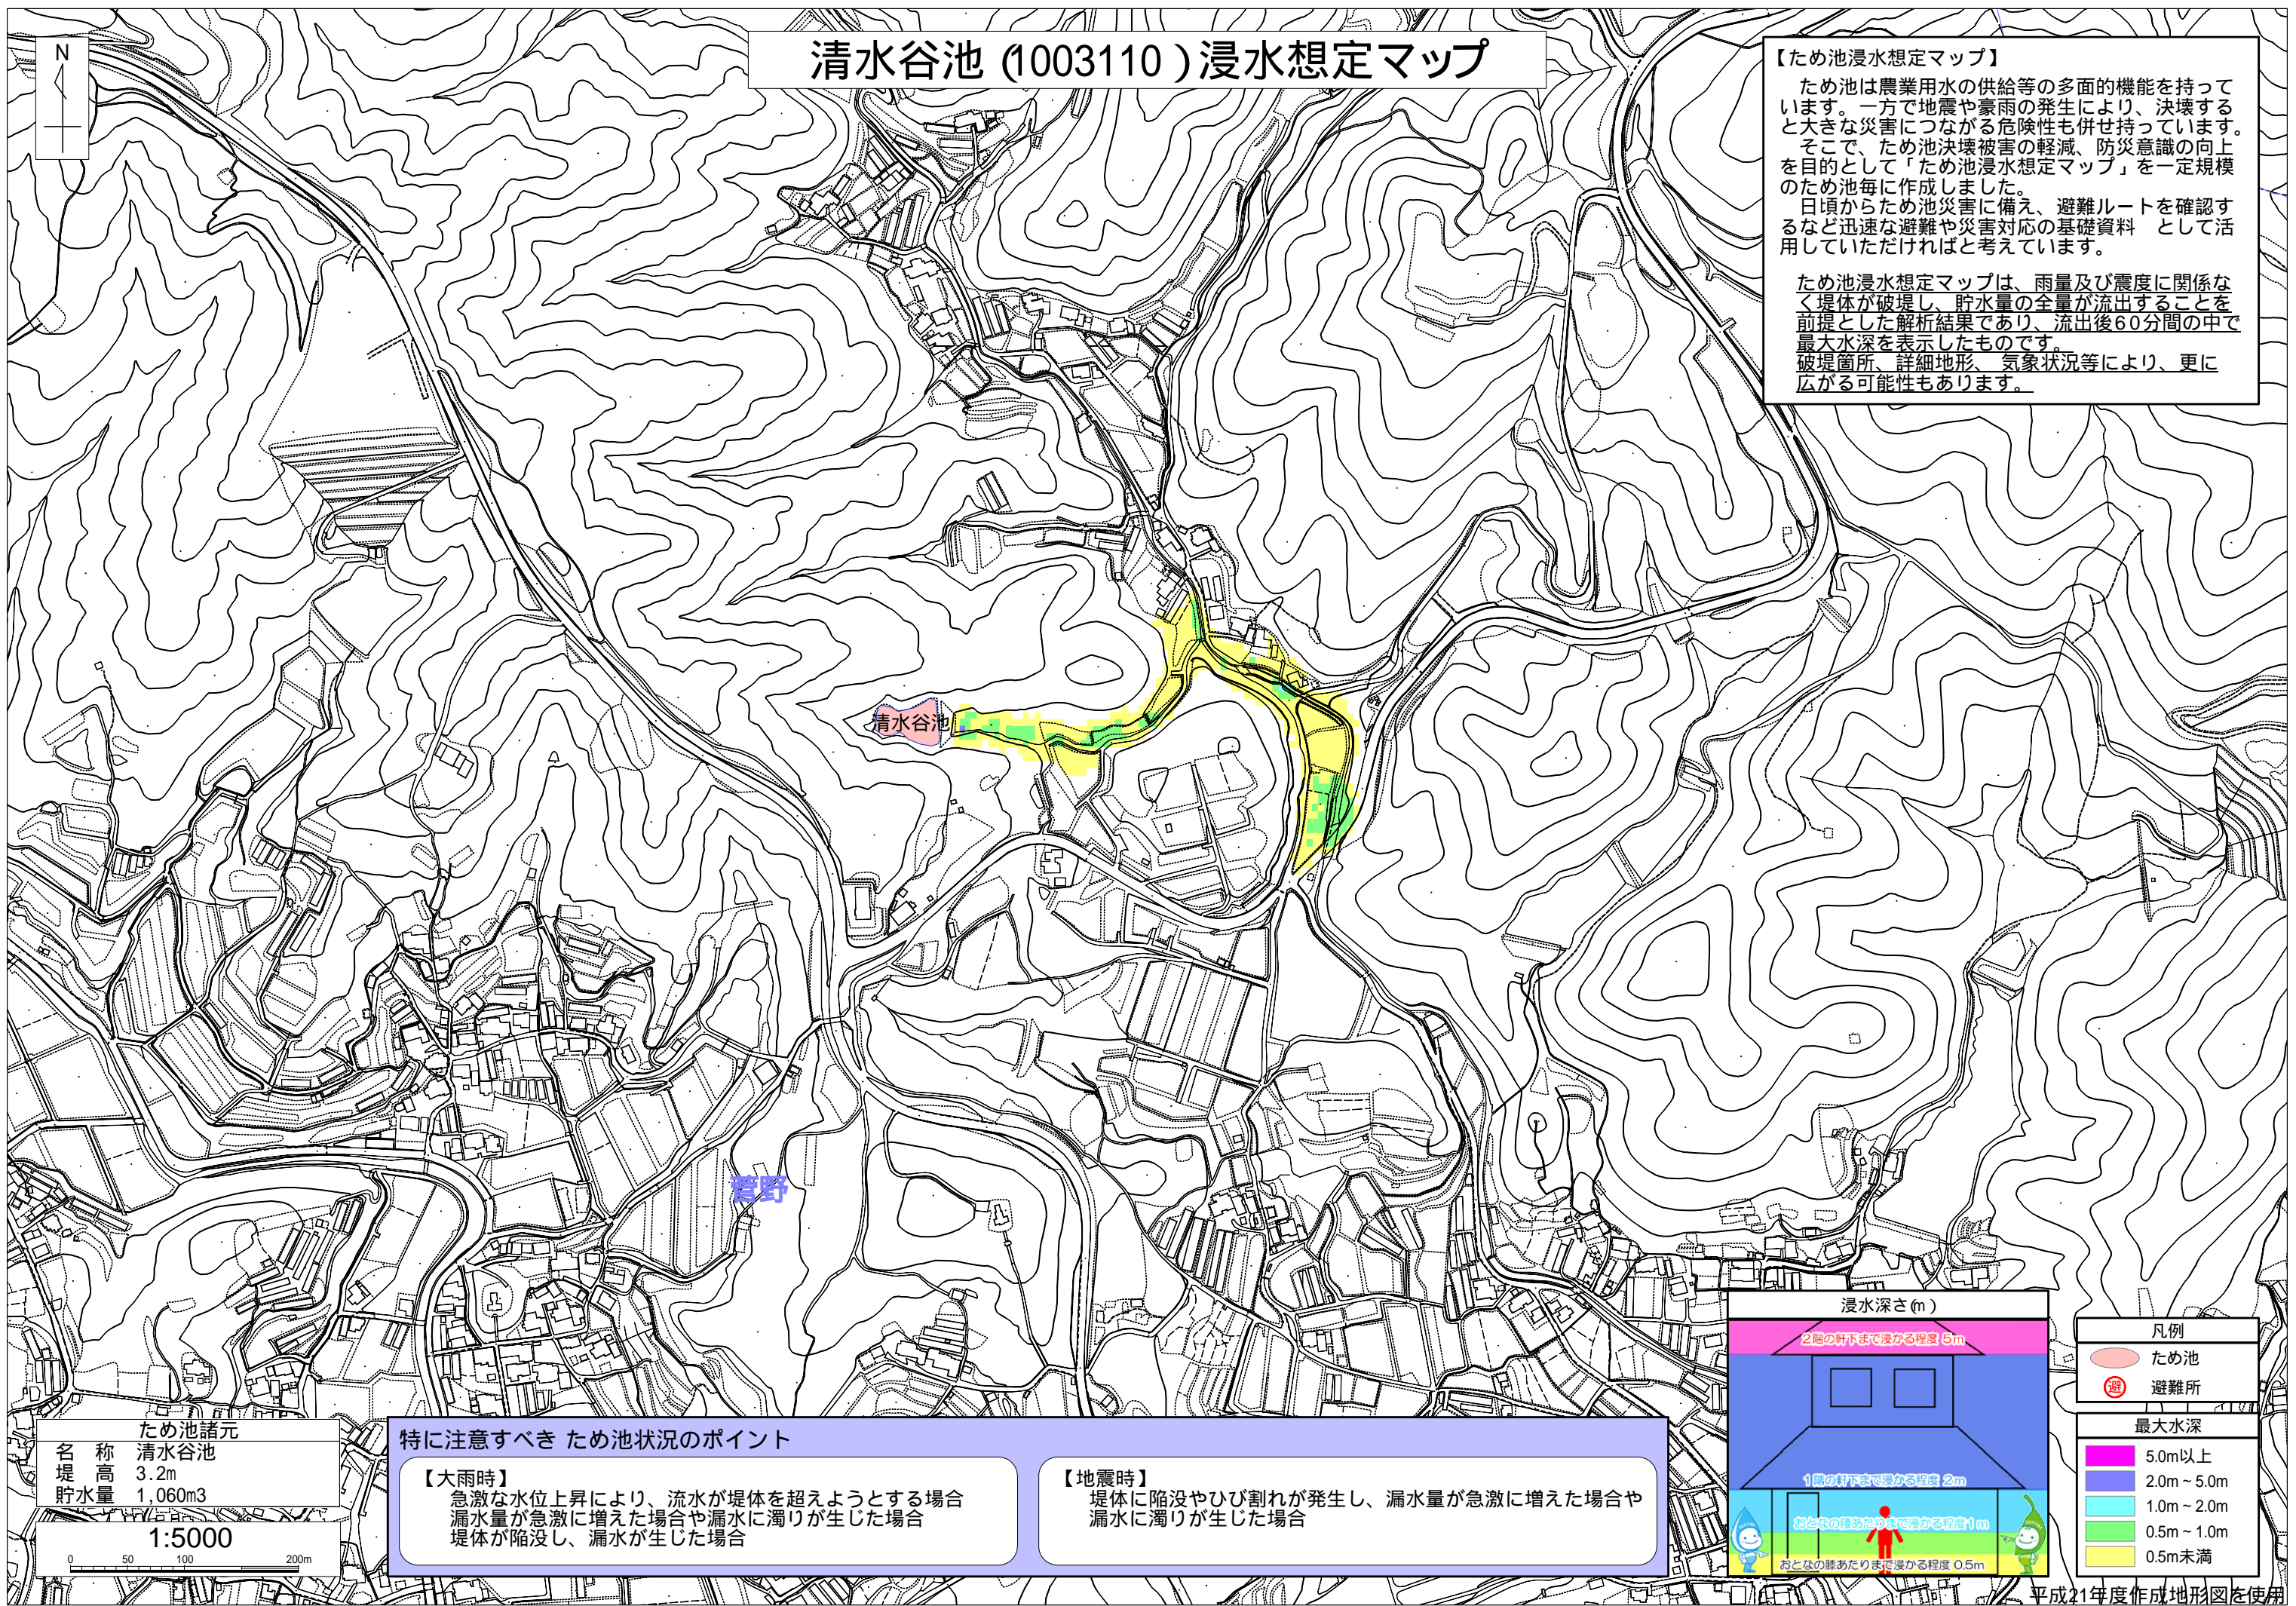 N
清水谷池(1003110)浸水想定マップ
【ため池浸水想定マップ】
ため池は農業用水の供給等の多面的機能を持って
います。一方で地震や豪雨の発生により、決壊する
と大きな災害につながる危険性も併せ持っています。
そこで、ため池決壊被害の軽減、防災意識の向上
を目的として「ため池浸水想定マップ」を一定規模
のため池毎に作成しました。
日頃からため池災害に備え、避難ルートを確認す
るなど迅速な避難や災害対応の基礎資料　として活
用していただければと考えています。
ため池浸水想定マップは、雨量及び震度に関係な
く堤体が破堤し、貯水量の全量が流出することを
前提とした解析結果であり、流出後60分間の中で
最大水深を表示したものです。
破堤箇所、詳細地形、気象状況等により、更に
広がる可能性もあります。
清水谷池
菅野
ため池諸元
名　称　清水谷池
堤　高　3.2m
貯水量　1,060m3
1:5000
0 50 100 200m
特に注意すべき ため池状況のポイント
【大雨時】
急激な水位上昇により、流水が堤体を超えようとする場合
漏水量が急激に増えた場合や漏水に濁りが生じた場合
堤体が陥没し、漏水が生じた場合
【地震時】
堤体に陥没やひび割れが発生し、漏水量が急激に増えた場合や
漏水に濁りが生じた場合
浸水深さ(m)
2階の軒下まで浸かる程度 5m
1階の軒下まで浸かる程度 2m
おとなの腰あたりまで浸かる程度 1m
おとなの膝あたりまで浸かる程度 0.5m
凡例
ため池
避 避難所
最大水深
5.0m以上
2.0m～5.0m
1.0m～2.0m
0.5m～1.0m
0.5m未満
平成21年度作成地形図を使用